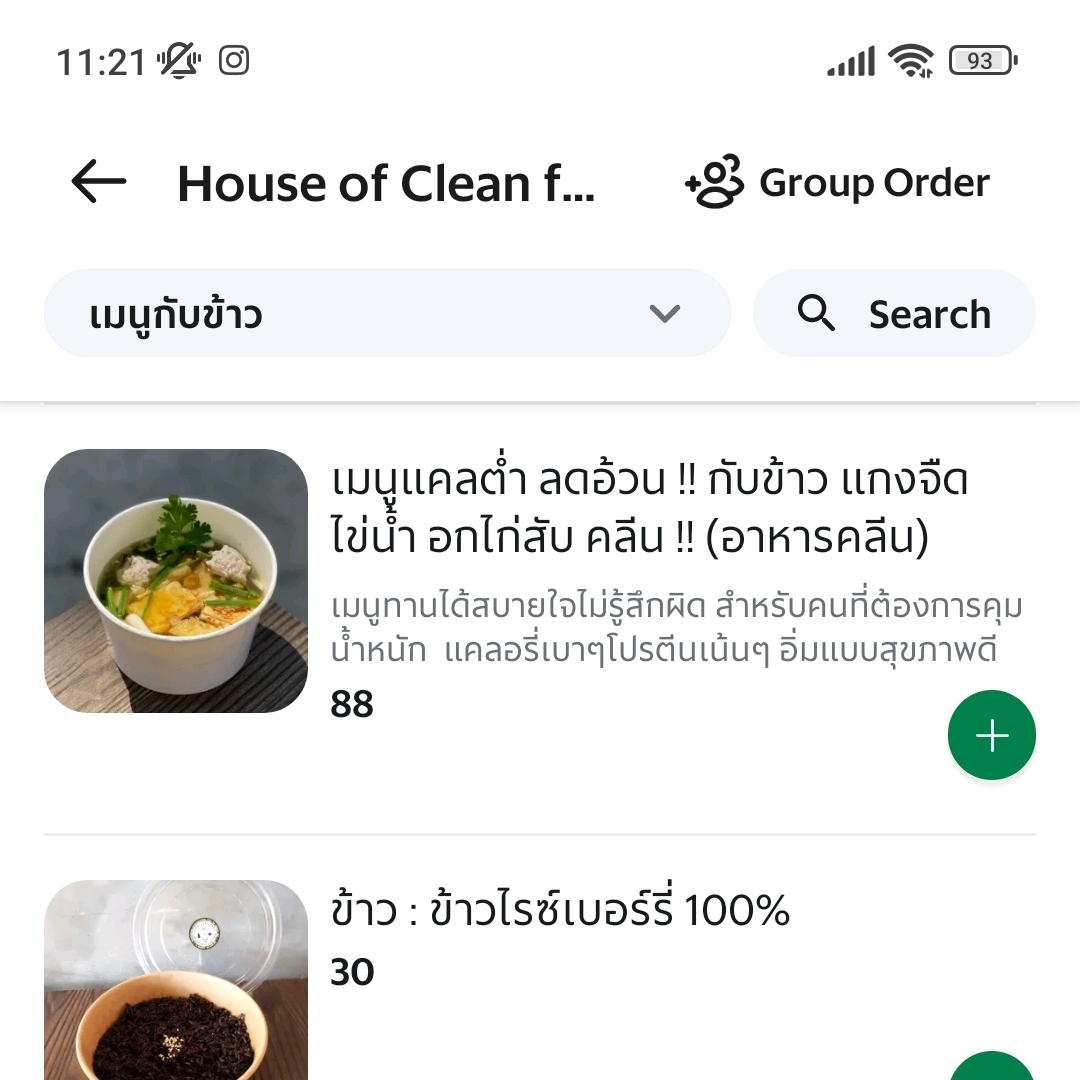 11:21
93
House of Clean f...
Group Order
เมนูกับข้าว
Search
เมนูแคลต่ำ ลดอ้วน !! กับข้าว แกงจืด
ไข่น้ำ อกไก่สับ คลีน !! (อาหารคลีน)
เมนูทานได้สบายใจไม่รู้สึกผิด สำหรับคนที่ต้องการคุม
น้ำหนัก  แคลอรี่เบาๆโปรตีนเน้นๆ อิ่มแบบสุขภาพดี
88
ข้าว : ข้าวไรซ์เบอร์รี่ 100%
30